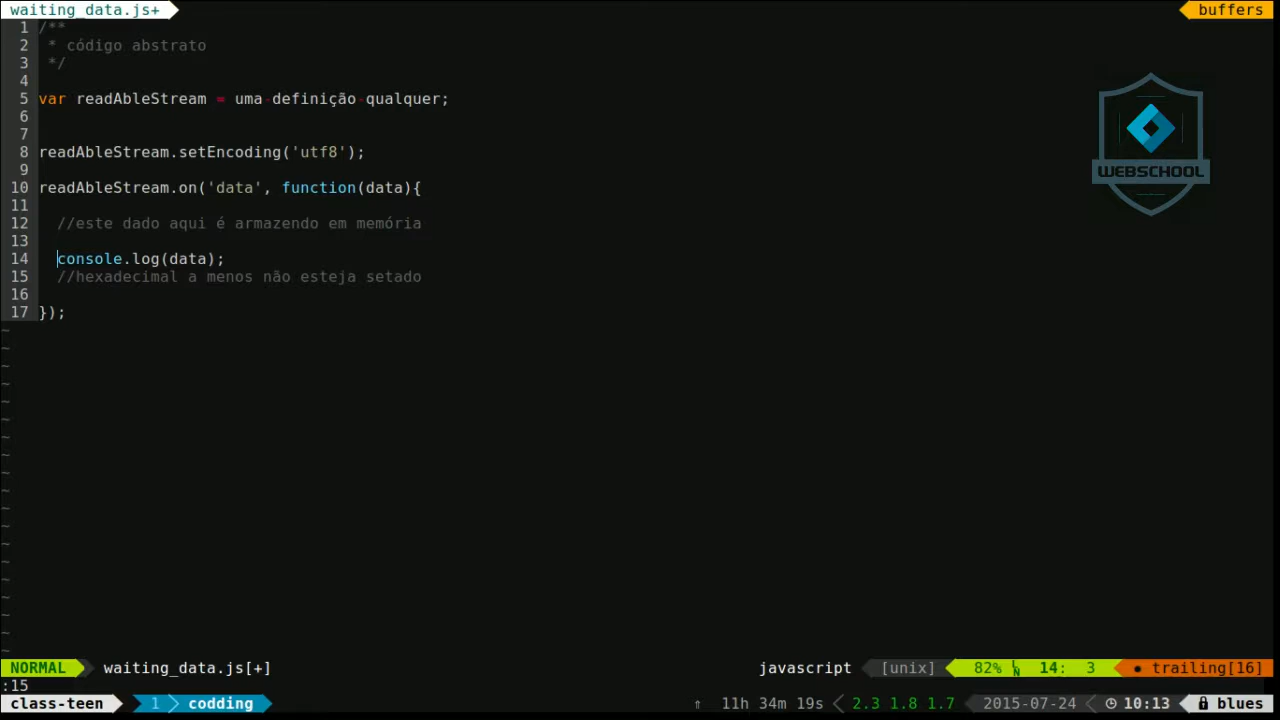 waiting_data.js+ buffers
1 /**
2 * código abstrato
3 */
4
5 var readAbleStream = uma definição qualquer;
6
7
8 readAbleStream.setEncoding('utf8');
9
10 readAbleStream.on('data', function(data){
11
12 //este dado aqui é armazendo em memória
13
14 console.log(data);
15 //hexadecimal a menos não esteja setado
16
17 });
WEBSCHOOL
NORMAL waiting_data.js[+] javascript [unix] 82% LN 14: 3 trailing[16]
:15
class-teen 1 codding ↑ 11h 34m 19s 2.3 1.8 1.7 2015-07-24 10:13 blues